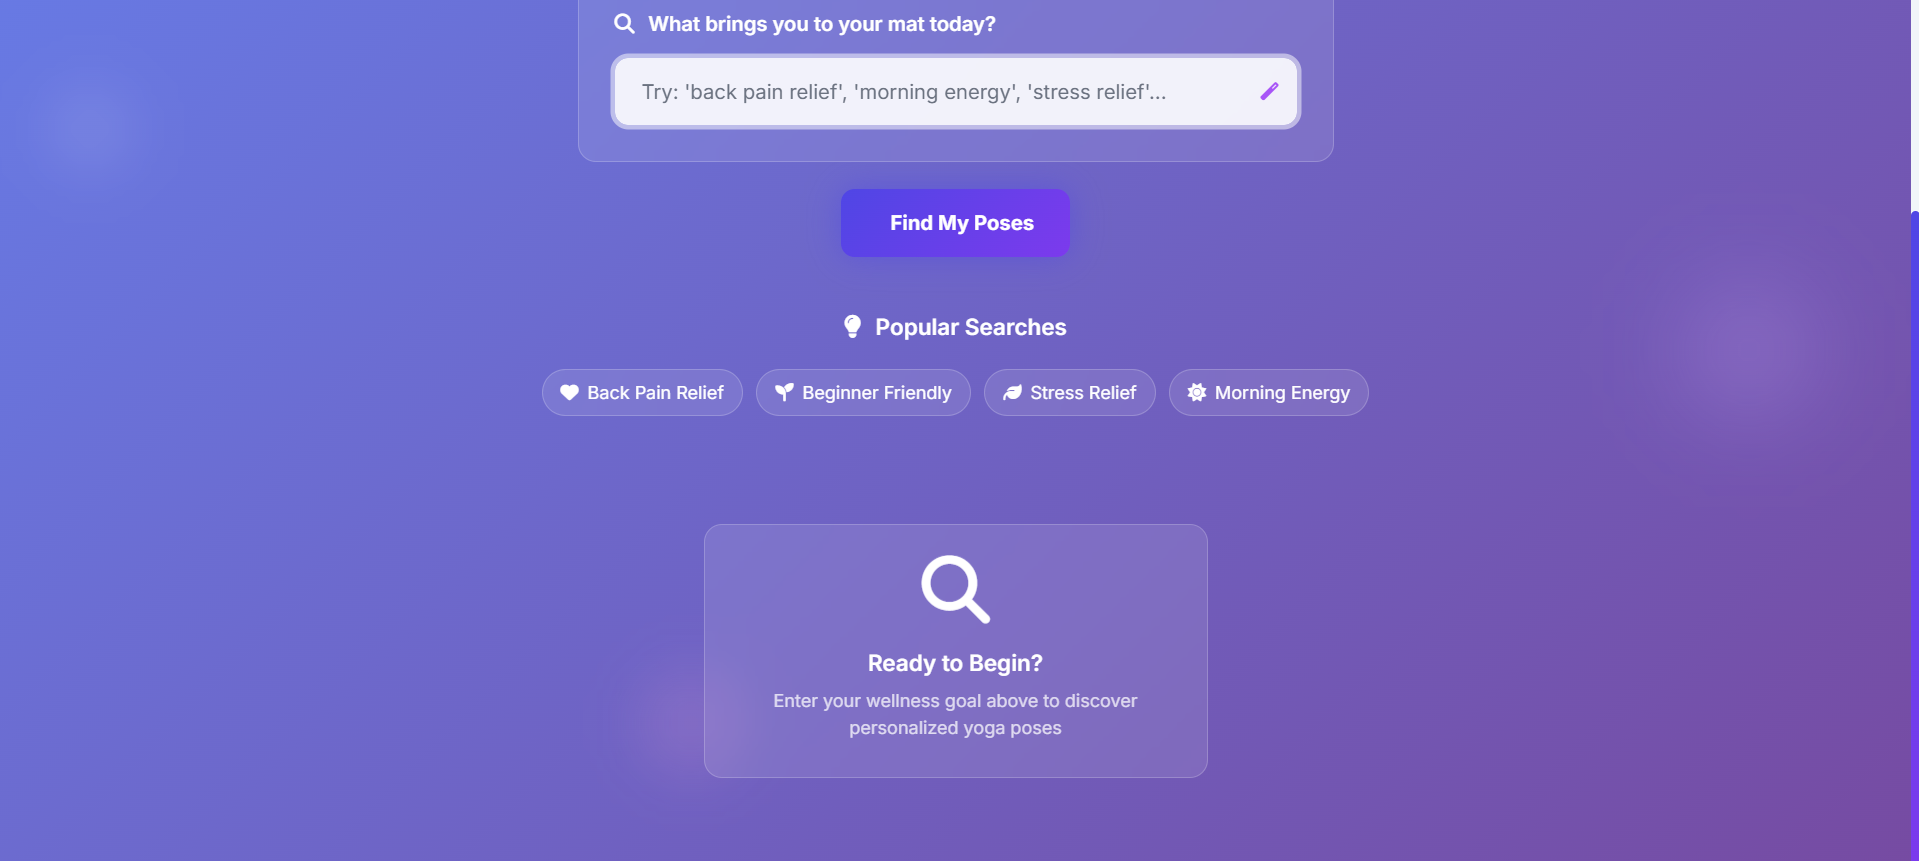 What brings you to your mat today?
Try: 'back pain relief', 'morning energy', 'stress relief'...
Find My Poses
Popular Searches
Back Pain Relief
Beginner Friendly
Stress Relief
Morning Energy
Ready to Begin?
Enter your wellness goal above to discover
personalized yoga poses